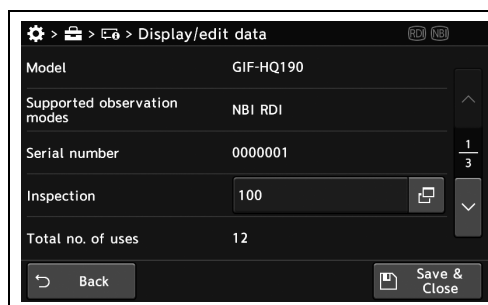 > > > Display/edit data RDI NBI
Model GIF-HQ190
Supported observation
modes NBI RDI
Serial number 0000001
1
3
Inspection 100
Total no. of uses 12
Back Save &
Close